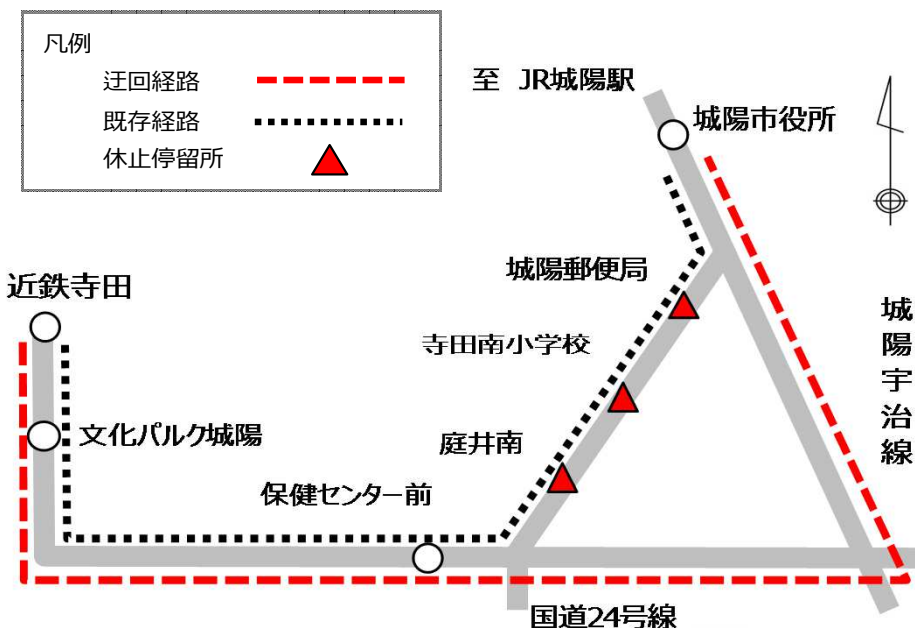 凡例
迂回経路
既存経路
休止停留所
至 JR城陽駅
城陽市役所
城陽郵便局
近鉄寺田
寺田南小学校
城陽宇治線
文化パルク城陽
庭井南
保健センター前
国道24号線